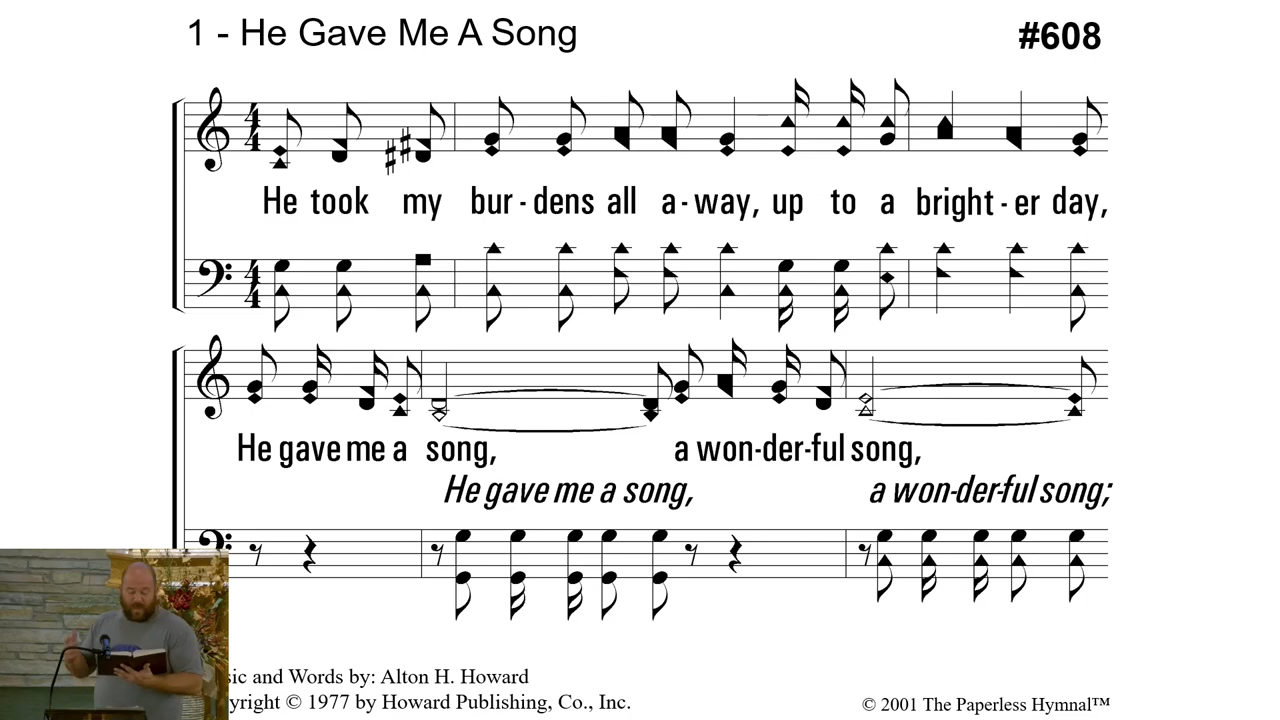 1 - He Gave Me A Song
#608
He took my bur - dens all a - way, up to a bright - er day,
He gave me a song, a won-der-ful song,
He gave me a song, a won-der-ful song;
sic and Words by: Alton H. Howard
yright © 1977 by Howard Publishing, Co., Inc.
© 2001 The Paperless Hymnal™